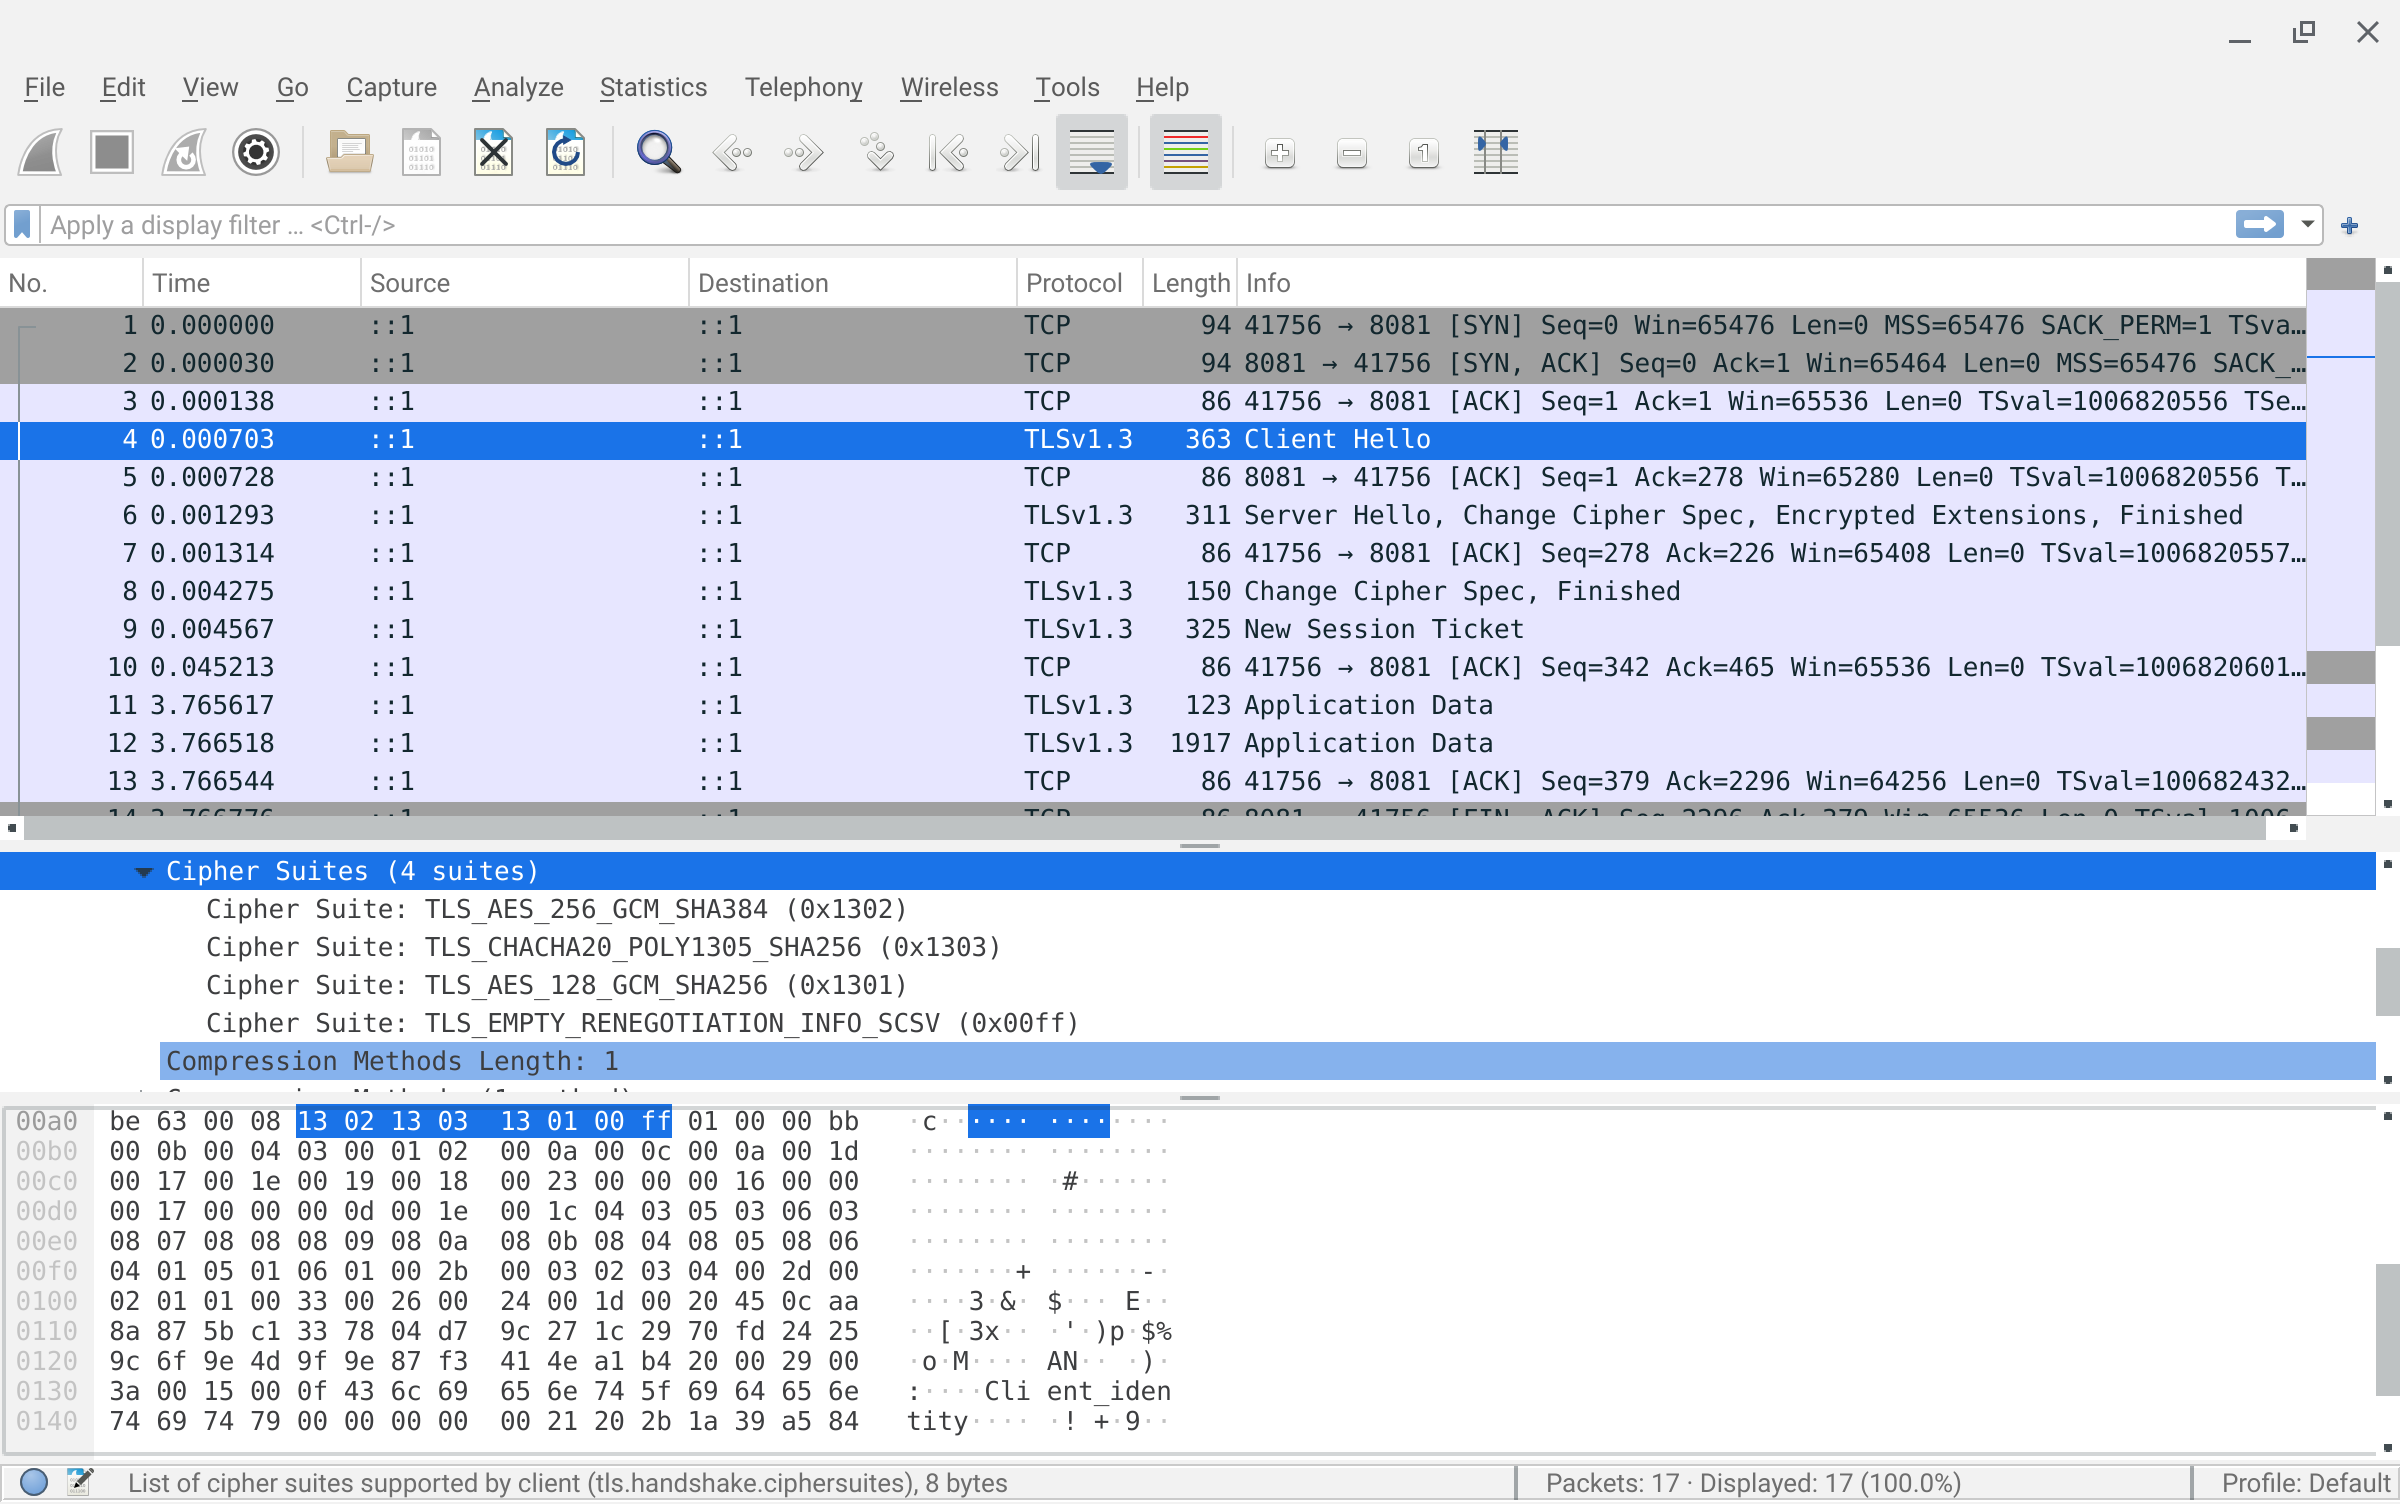 File Edit View Go Capture Analyze Statistics Telephony Wireless Tools Help
Apply a display filter ... <Ctrl-/>
No. Time Source Destination Protocol Length Info
1 0.000000 ::1 ::1 TCP 94 41756 → 8081 [SYN] Seq=0 Win=65476 Len=0 MSS=65476 SACK_PERM=1 TSva…
2 0.000030 ::1 ::1 TCP 94 8081 → 41756 [SYN, ACK] Seq=0 Ack=1 Win=65464 Len=0 MSS=65476 SACK_…
3 0.000138 ::1 ::1 TCP 86 41756 → 8081 [ACK] Seq=1 Ack=1 Win=65536 Len=0 TSval=1006820556 TSe…
4 0.000703 ::1 ::1 TLSv1.3 363 Client Hello
5 0.000728 ::1 ::1 TCP 86 8081 → 41756 [ACK] Seq=1 Ack=278 Win=65280 Len=0 TSval=1006820556 T…
6 0.001293 ::1 ::1 TLSv1.3 311 Server Hello, Change Cipher Spec, Encrypted Extensions, Finished
7 0.001314 ::1 ::1 TCP 86 41756 → 8081 [ACK] Seq=278 Ack=226 Win=65408 Len=0 TSval=1006820557…
8 0.004275 ::1 ::1 TLSv1.3 150 Change Cipher Spec, Finished
9 0.004567 ::1 ::1 TLSv1.3 325 New Session Ticket
10 0.045213 ::1 ::1 TCP 86 41756 → 8081 [ACK] Seq=342 Ack=465 Win=65536 Len=0 TSval=1006820601…
11 3.765617 ::1 ::1 TLSv1.3 123 Application Data
12 3.766518 ::1 ::1 TLSv1.3 1917 Application Data
13 3.766544 ::1 ::1 TCP 86 41756 → 8081 [ACK] Seq=379 Ack=2296 Win=64256 Len=0 TSval=100682432…
Cipher Suites (4 suites)
Cipher Suite: TLS_AES_256_GCM_SHA384 (0x1302)
Cipher Suite: TLS_CHACHA20_POLY1305_SHA256 (0x1303)
Cipher Suite: TLS_AES_128_GCM_SHA256 (0x1301)
Cipher Suite: TLS_EMPTY_RENEGOTIATION_INFO_SCSV (0x00ff)
Compression Methods Length: 1
00a0 be 63 00 08 13 02 13 03 13 01 00 ff 01 00 00 bb ·c·· ···· ········
00b0 00 0b 00 04 03 00 01 02 00 0a 00 0c 00 0a 00 1d ········ ········
00c0 00 17 00 1e 00 19 00 18 00 23 00 00 00 16 00 00 ········ ·#······
00d0 00 17 00 00 00 0d 00 1e 00 1c 04 03 05 03 06 03 ········ ········
00e0 08 07 08 08 08 09 08 0a 08 0b 08 04 08 05 08 06 ········ ········
00f0 04 01 05 01 06 01 00 2b 00 03 02 03 04 00 2d 00 ·······+ ······-·
0100 02 01 01 00 33 00 26 00 24 00 1d 00 20 45 0c aa ····3·&· $··· E··
0110 8a 87 5b c1 33 78 04 d7 9c 27 1c 29 70 fd 24 25 ··[·3x·· ·'·)p·$%
0120 9c 6f 9e 4d 9f 9e 87 f3 41 4e a1 b4 20 00 29 00 ·o·M···· AN·· ·)·
0130 3a 00 15 00 0f 43 6c 69 65 6e 74 5f 69 64 65 6e :····Cli ent_iden
0140 74 69 74 79 00 00 00 00 00 21 20 2b 1a 39 a5 84 tity···· ·! +·9··
List of cipher suites supported by client (tls.handshake.ciphersuites), 8 bytes Packets: 17 · Displayed: 17 (100.0%) Profile: Default